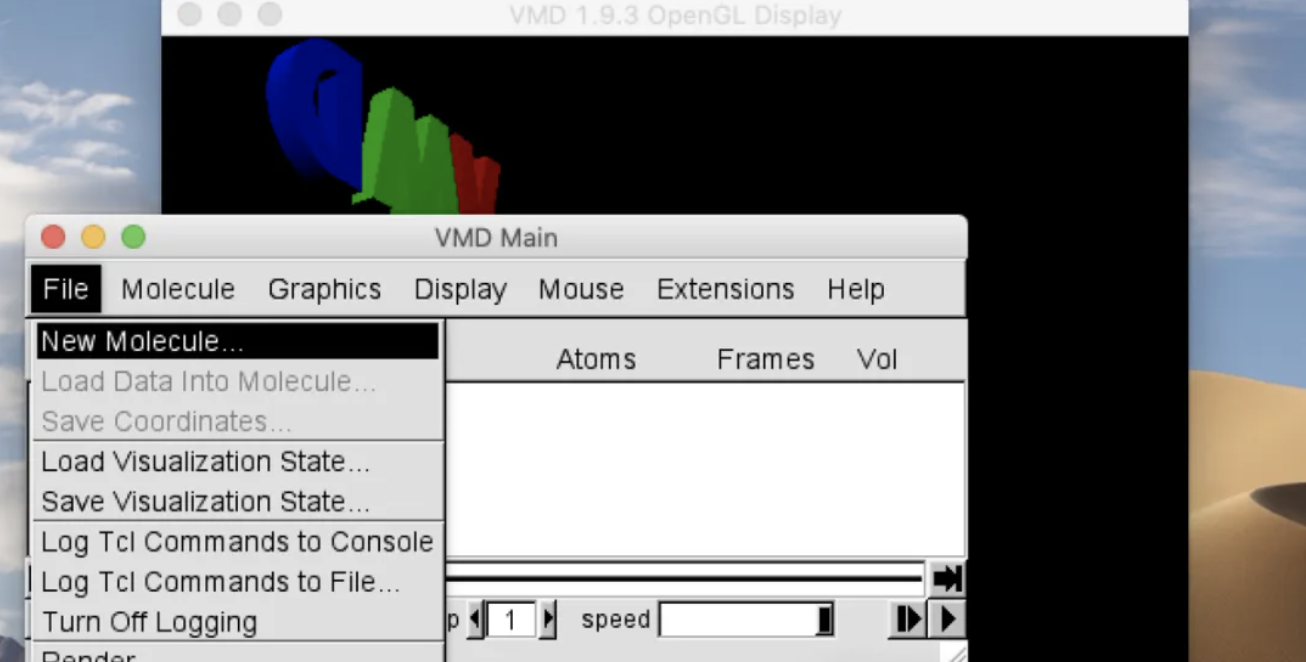 VMD 1.9.3 OpenGL Display
VMD Main
File Molecule Graphics Display Mouse Extensions Help
New Molecule...
Atoms Frames Vol
Load Data Into Molecule...
Save Coordinates...
Load Visualization State...
Save Visualization State...
Log Tcl Commands to Console
Log Tcl Commands to File...
Turn Off Logging
1 speed
Render